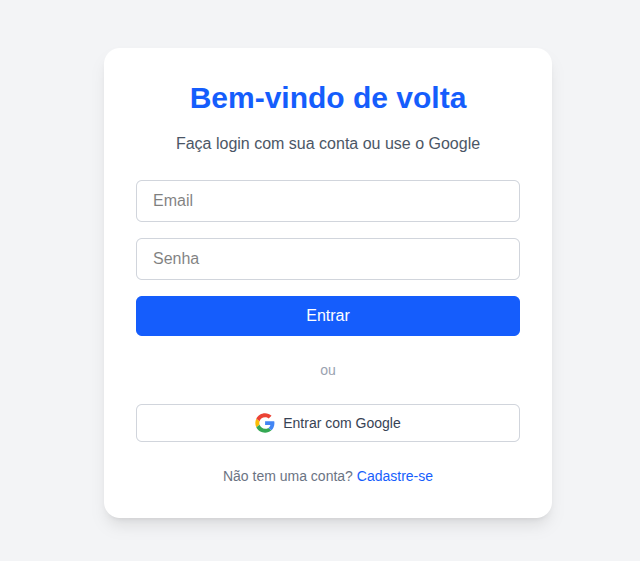 Bem-vindo de volta
Faça login com sua conta ou use o Google
Email
Senha
Entrar
ou
Entrar com Google
Não tem uma conta? Cadastre-se